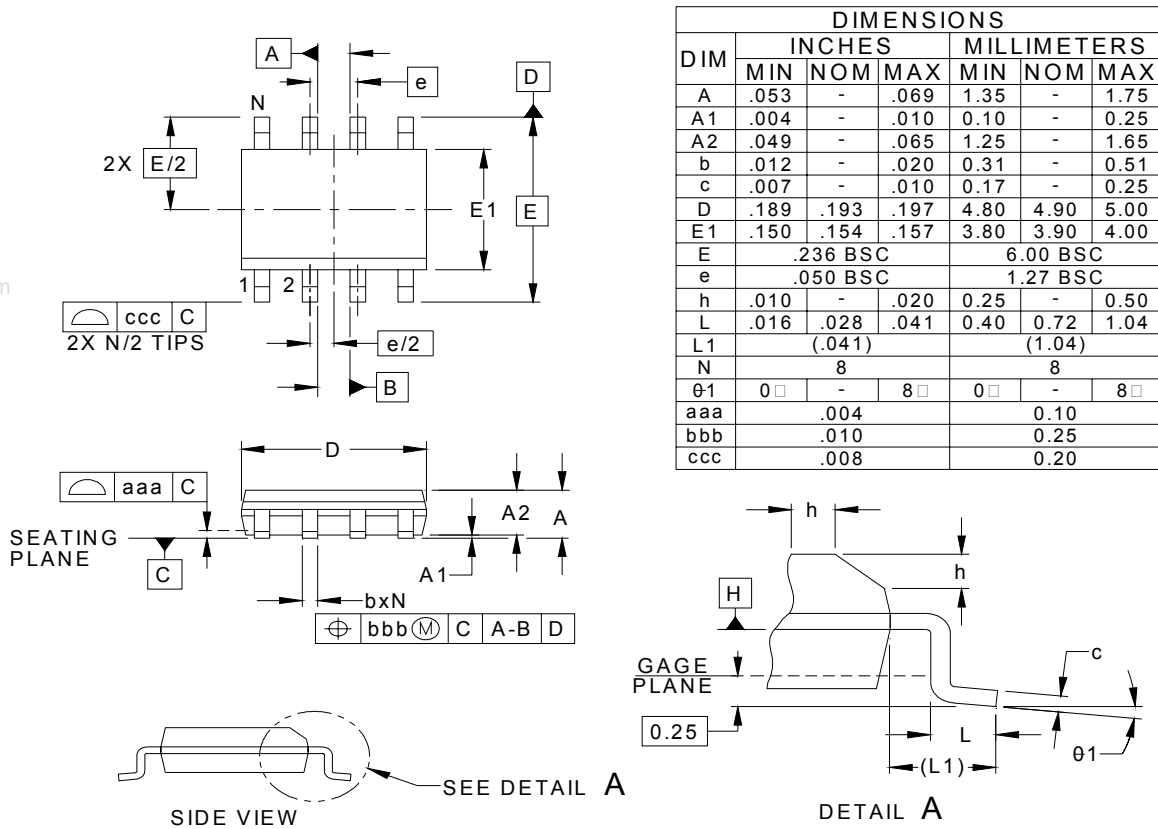 A
e
D
N
2X E/2
E1
E
1
2
ccc C
2X N/2 TIPS
e/2
B
D
aaa C
SEATING
PLANE
C
A2
A
A1
bxN
bbb Ⓜ C A-B D
SEE DETAIL A
SIDE VIEW
DIMENSIONS
DIM INCHES MILLIMETERS
MIN NOM MAX MIN NOM MAX
A .053 - .069 1.35 - 1.75
A1 .004 - .010 0.10 - 0.25
A2 .049 - .065 1.25 - 1.65
b .012 - .020 0.31 - 0.51
c .007 - .010 0.17 - 0.25
D .189 .193 .197 4.80 4.90 5.00
E1 .150 .154 .157 3.80 3.90 4.00
E .236 BSC 6.00 BSC
e .050 BSC 1.27 BSC
h .010 - .020 0.25 - 0.50
L .016 .028 .041 0.40 0.72 1.04
L1 (.041) (1.04)
N 8 8
θ1 0□ - 8□ 0□ - 8□
aaa .004 0.10
bbb .010 0.25
ccc .008 0.20
h
h
H
GAGE
PLANE
0.25
c
L
(L1)
θ1
DETAIL A